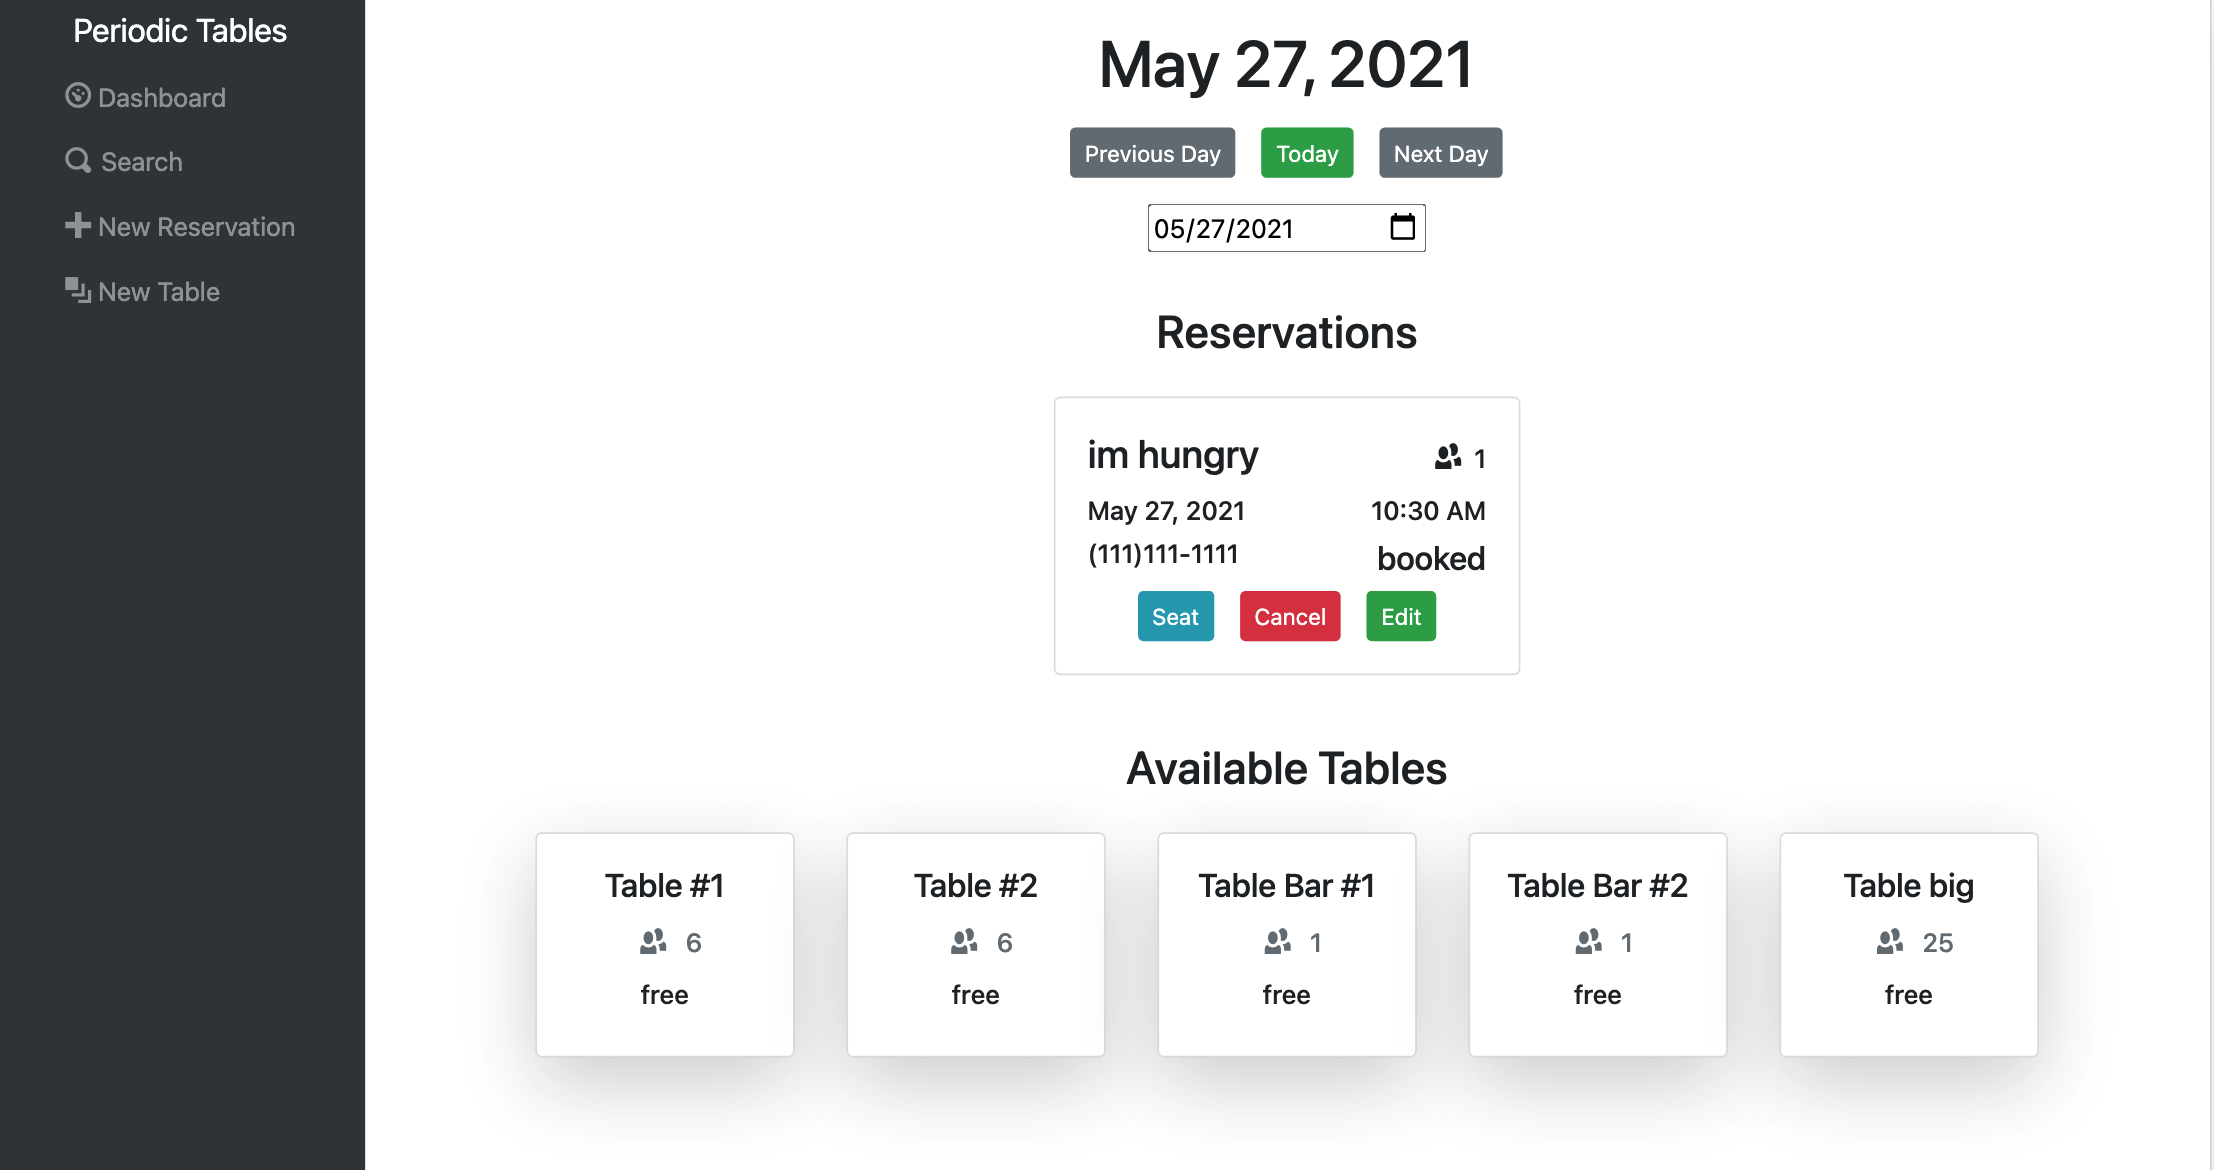 Periodic Tables
Dashboard
Search
New Reservation
New Table
May 27, 2021
Previous Day Today Next Day
05/27/2021
Reservations
im hungry 1
May 27, 2021 10:30 AM
(111)111-1111 booked
Seat Cancel Edit
Available Tables
Table #1 Table #2 Table Bar #1 Table Bar #2 Table big
6 6 1 1 25
free free free free free